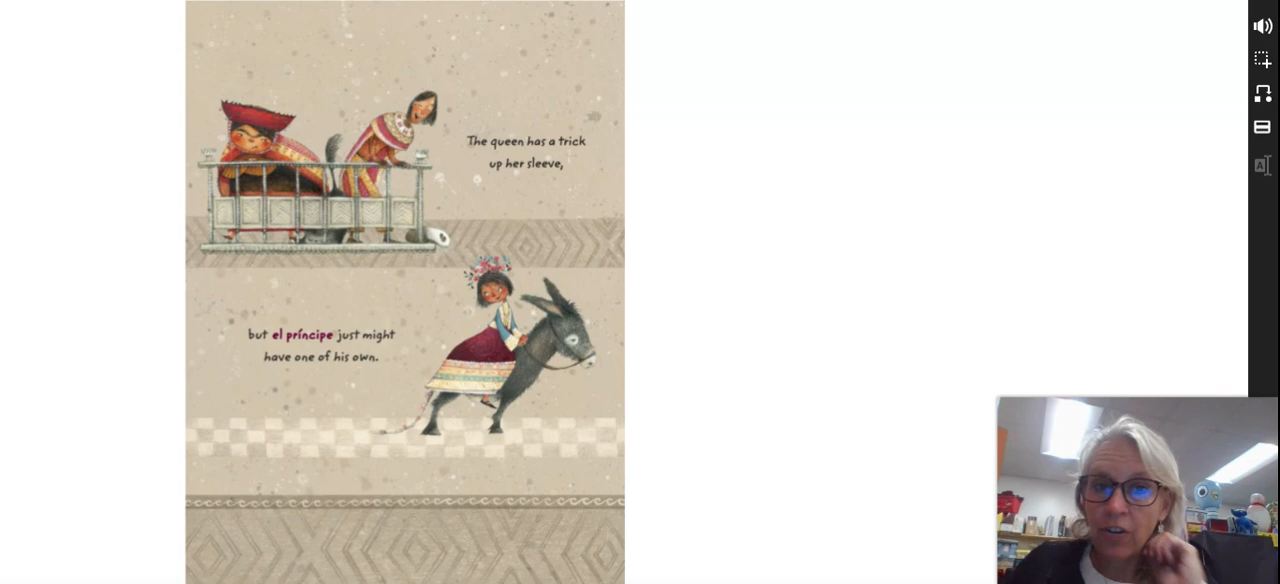 The queen has a trick
up her sleeve,
but el príncipe just might
have one of his own.